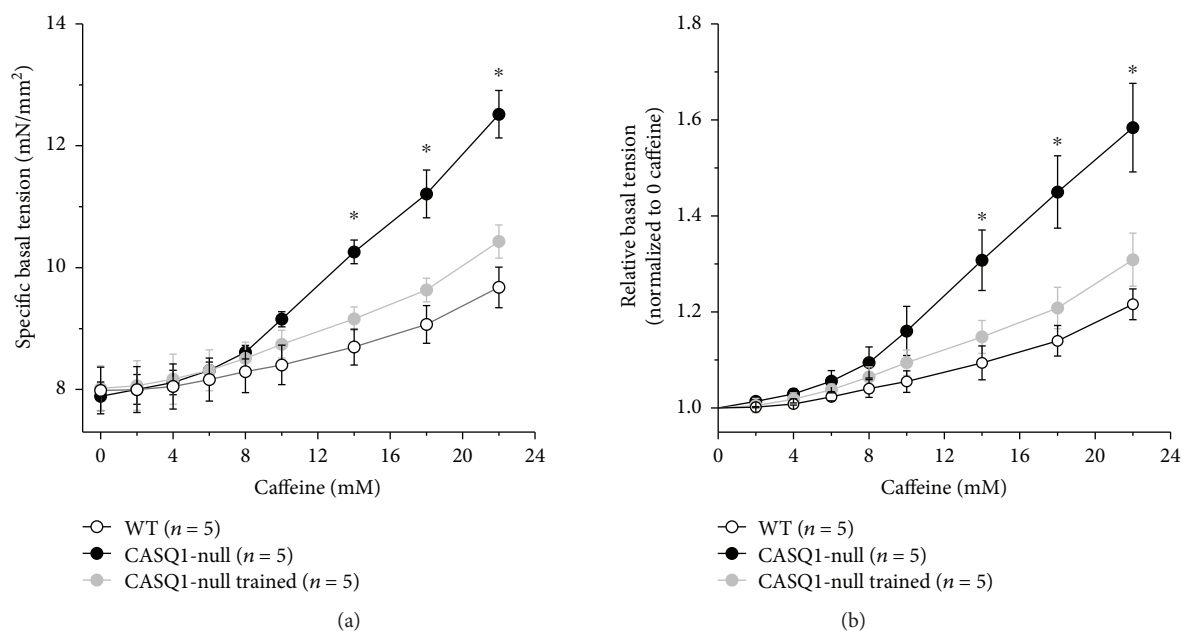 14
12
10
8
Specific basal tension (mN/mm²)
*
*
*
0
4
8
12
16
20
24
Caffeine (mM)
WT (n = 5)
CASQ1-null (n = 5)
CASQ1-null trained (n = 5)
(a)
1.8
1.6
1.4
1.2
1.0
Relative basal tension
(normalized to 0 caffeine)
*
*
*
0
4
8
12
16
20
24
Caffeine (mM)
WT (n = 5)
CASQ1-null (n = 5)
CASQ1-null trained (n = 5)
(b)